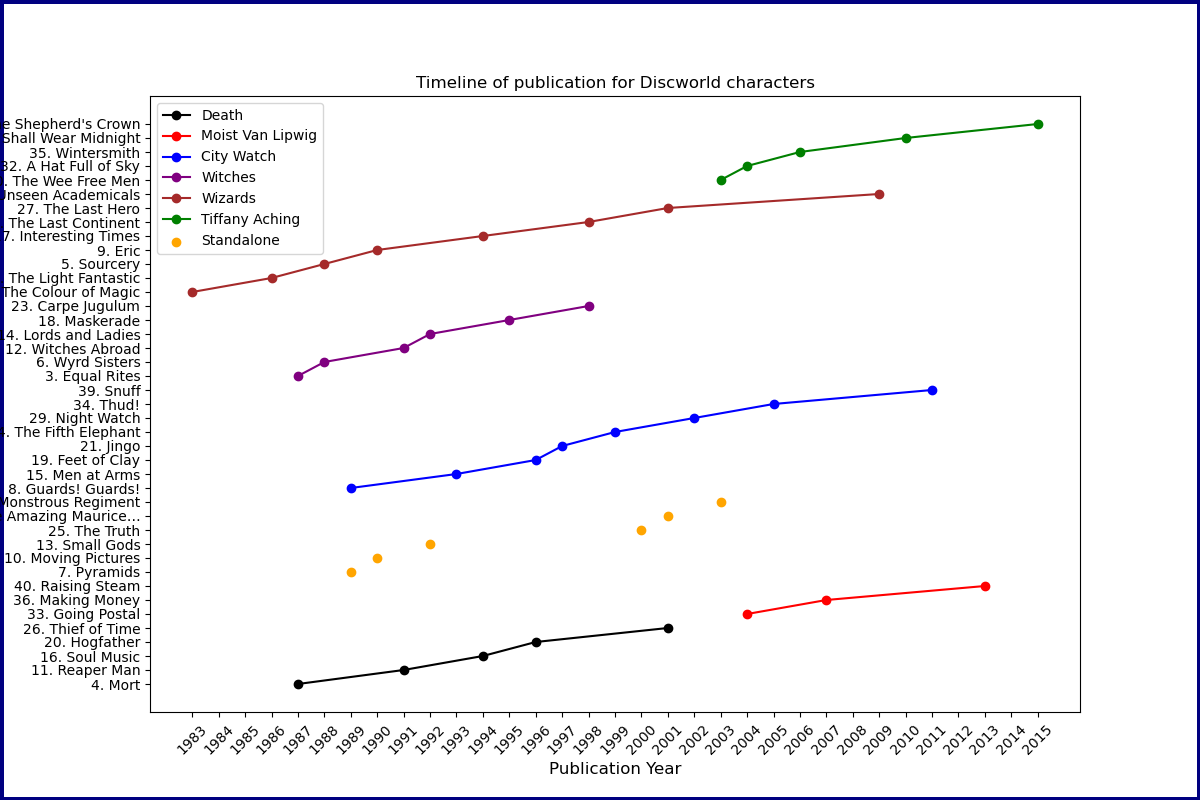 Timeline of publication for Discworld characters
Death
Moist Van Lipwig
City Watch
Witches
Wizards
Tiffany Aching
Standalone
e Shepherd's Crown
Shall Wear Midnight
35. Wintersmith
32. A Hat Full of Sky
. The Wee Free Men
Unseen Academicals
27. The Last Hero
The Last Continent
7. Interesting Times
9. Eric
5. Sourcery
The Light Fantastic
The Colour of Magic
23. Carpe Jugulum
18. Maskerade
14. Lords and Ladies
12. Witches Abroad
6. Wyrd Sisters
3. Equal Rites
39. Snuff
34. Thud!
29. Night Watch
4. The Fifth Elephant
21. Jingo
19. Feet of Clay
15. Men at Arms
8. Guards! Guards!
Monstrous Regiment
Amazing Maurice...
25. The Truth
13. Small Gods
10. Moving Pictures
7. Pyramids
40. Raising Steam
36. Making Money
33. Going Postal
26. Thief of Time
20. Hogfather
16. Soul Music
11. Reaper Man
4. Mort
1983 1984 1985 1986 1987 1988 1989 1990 1991 1992 1993 1994 1995 1996 1997 1998 1999 2000 2001 2002 2003 2004 2005 2006 2007 2008 2009 2010 2011 2012 2013 2014 2015
Publication Year